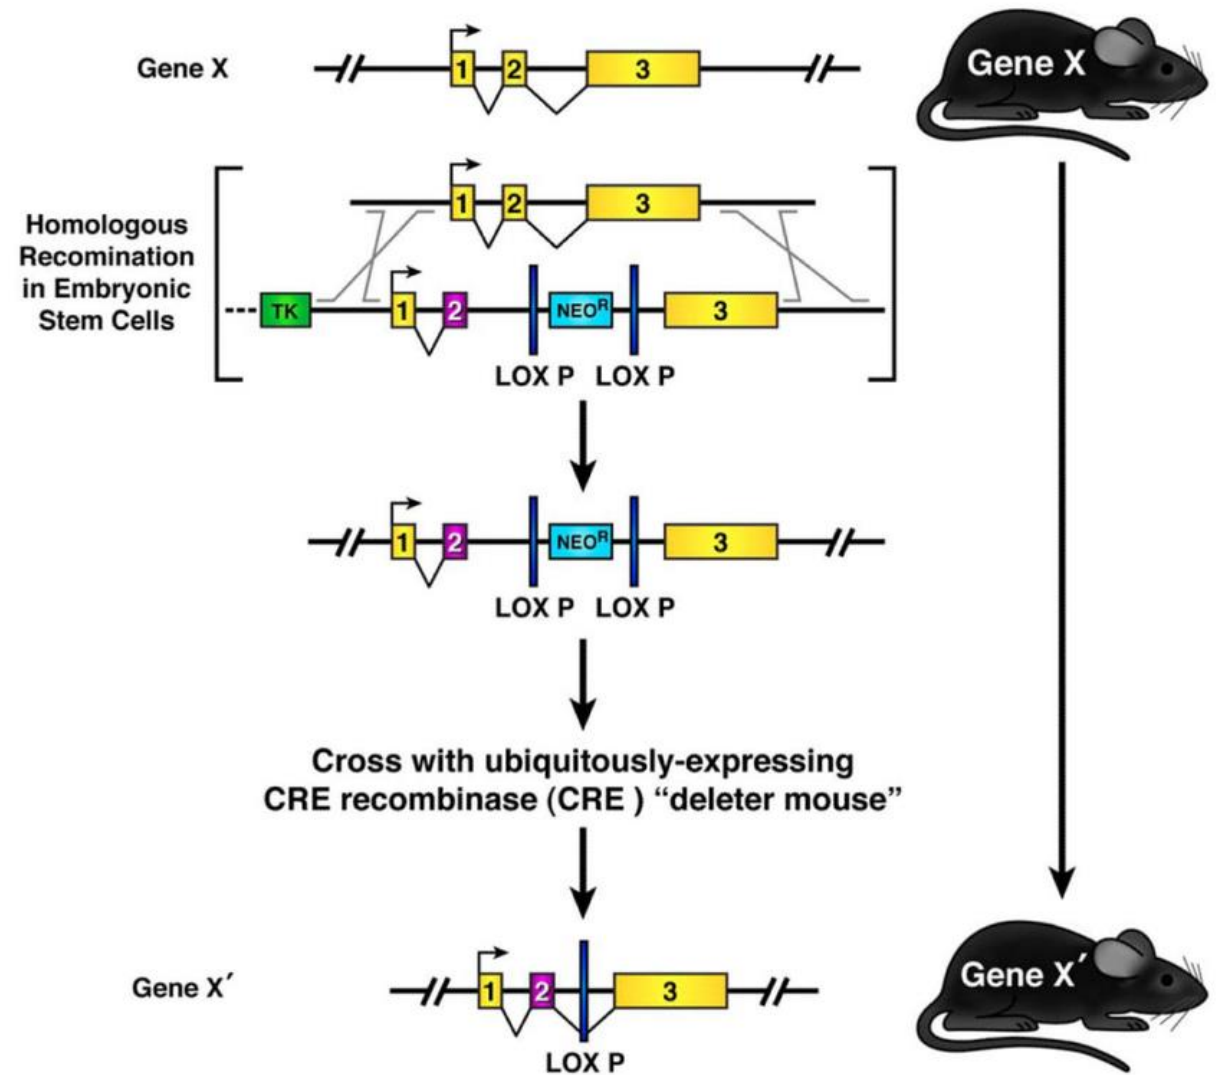 Gene X
1 2 3
Gene X
Homologous
Recomination
in Embryonic
Stem Cells
1 2 3
TK 1 2 NEOR 3
LOX P LOX P
1 2 NEOR 3
LOX P LOX P
Cross with ubiquitously-expressing
CRE recombinase (CRE ) “deleter mouse”
Gene X′
1 2 3
LOX P
Gene X′